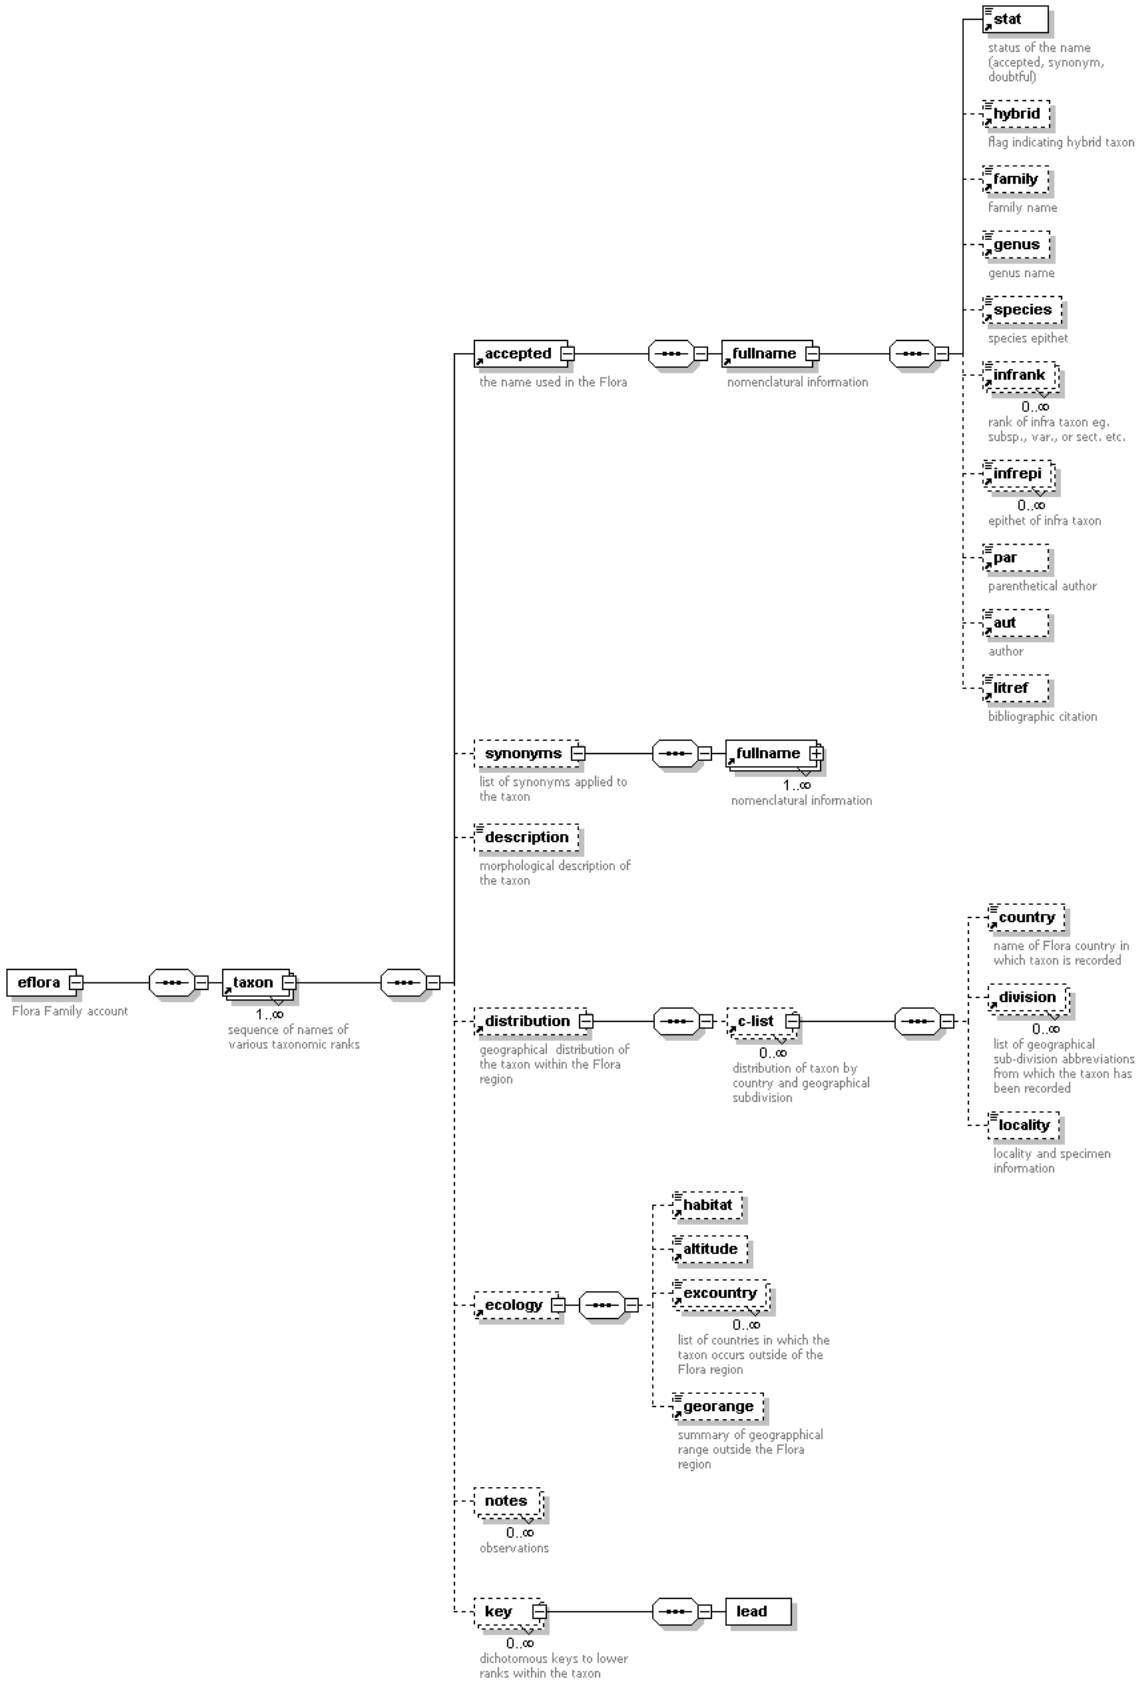 stat
status of the name
(accepted, synonym,
doubtful)
hybrid
flag indicating hybrid taxon
family
family name
genus
genus name
species
species epithet
accepted
the name used in the Flora
fullname
nomenclatural information
infrank
0..∞
rank of infra taxon eg.
subsp., var., or sect. etc.
infrepi
0..∞
epithet of infra taxon
par
parenthetical author
aut
author
litref
bibliographic citation
synonyms
list of synonyms applied to
the taxon
fullname
1..∞
nomenclatural information
description
morphological description of
the taxon
eflora
Flora Family account
taxon
1..∞
sequence of names of
various taxonomic ranks
distribution
geographical distribution of
the taxon within the Flora
region
c-list
0..∞
distribution of taxon by
country and geographical
subdivision
country
name of Flora country in
which taxon is recorded
division
0..∞
list of geographical
sub-division abbreviations
from which the taxon has
been recorded
locality
locality and specimen
information
ecology
habitat
altitude
excountry
0..∞
list of countries in which the
taxon occurs outside of the
Flora region
georange
summary of geograpphical
range outside the Flora
region
notes
0..∞
observations
key
0..∞
dichotomous keys to lower
ranks within the taxon
lead